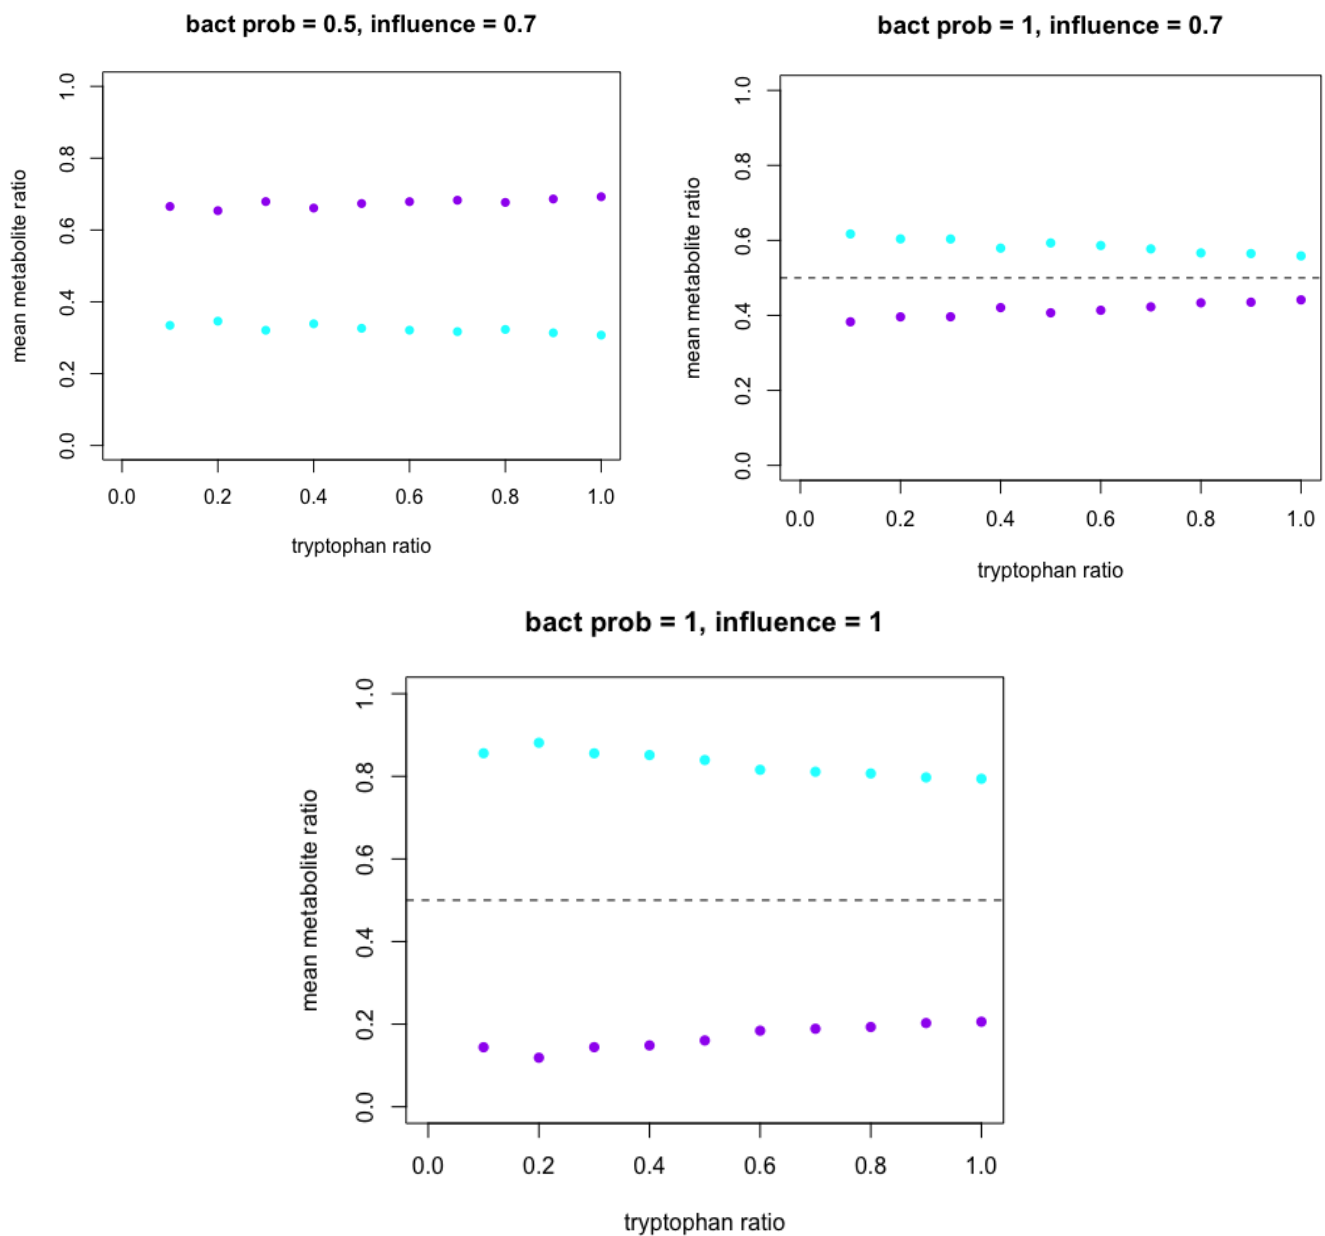 bact prob = 0.5, influence = 0.7
mean metabolite ratio
1.0
0.8
0.6
0.4
0.2
0.0
0.0 0.2 0.4 0.6 0.8 1.0
tryptophan ratio
bact prob = 1, influence = 0.7
mean metabolite ratio
1.0
0.8
0.6
0.4
0.2
0.0
0.0 0.2 0.4 0.6 0.8 1.0
tryptophan ratio
bact prob = 1, influence = 1
mean metabolite ratio
1.0
0.8
0.6
0.4
0.2
0.0
0.0 0.2 0.4 0.6 0.8 1.0
tryptophan ratio